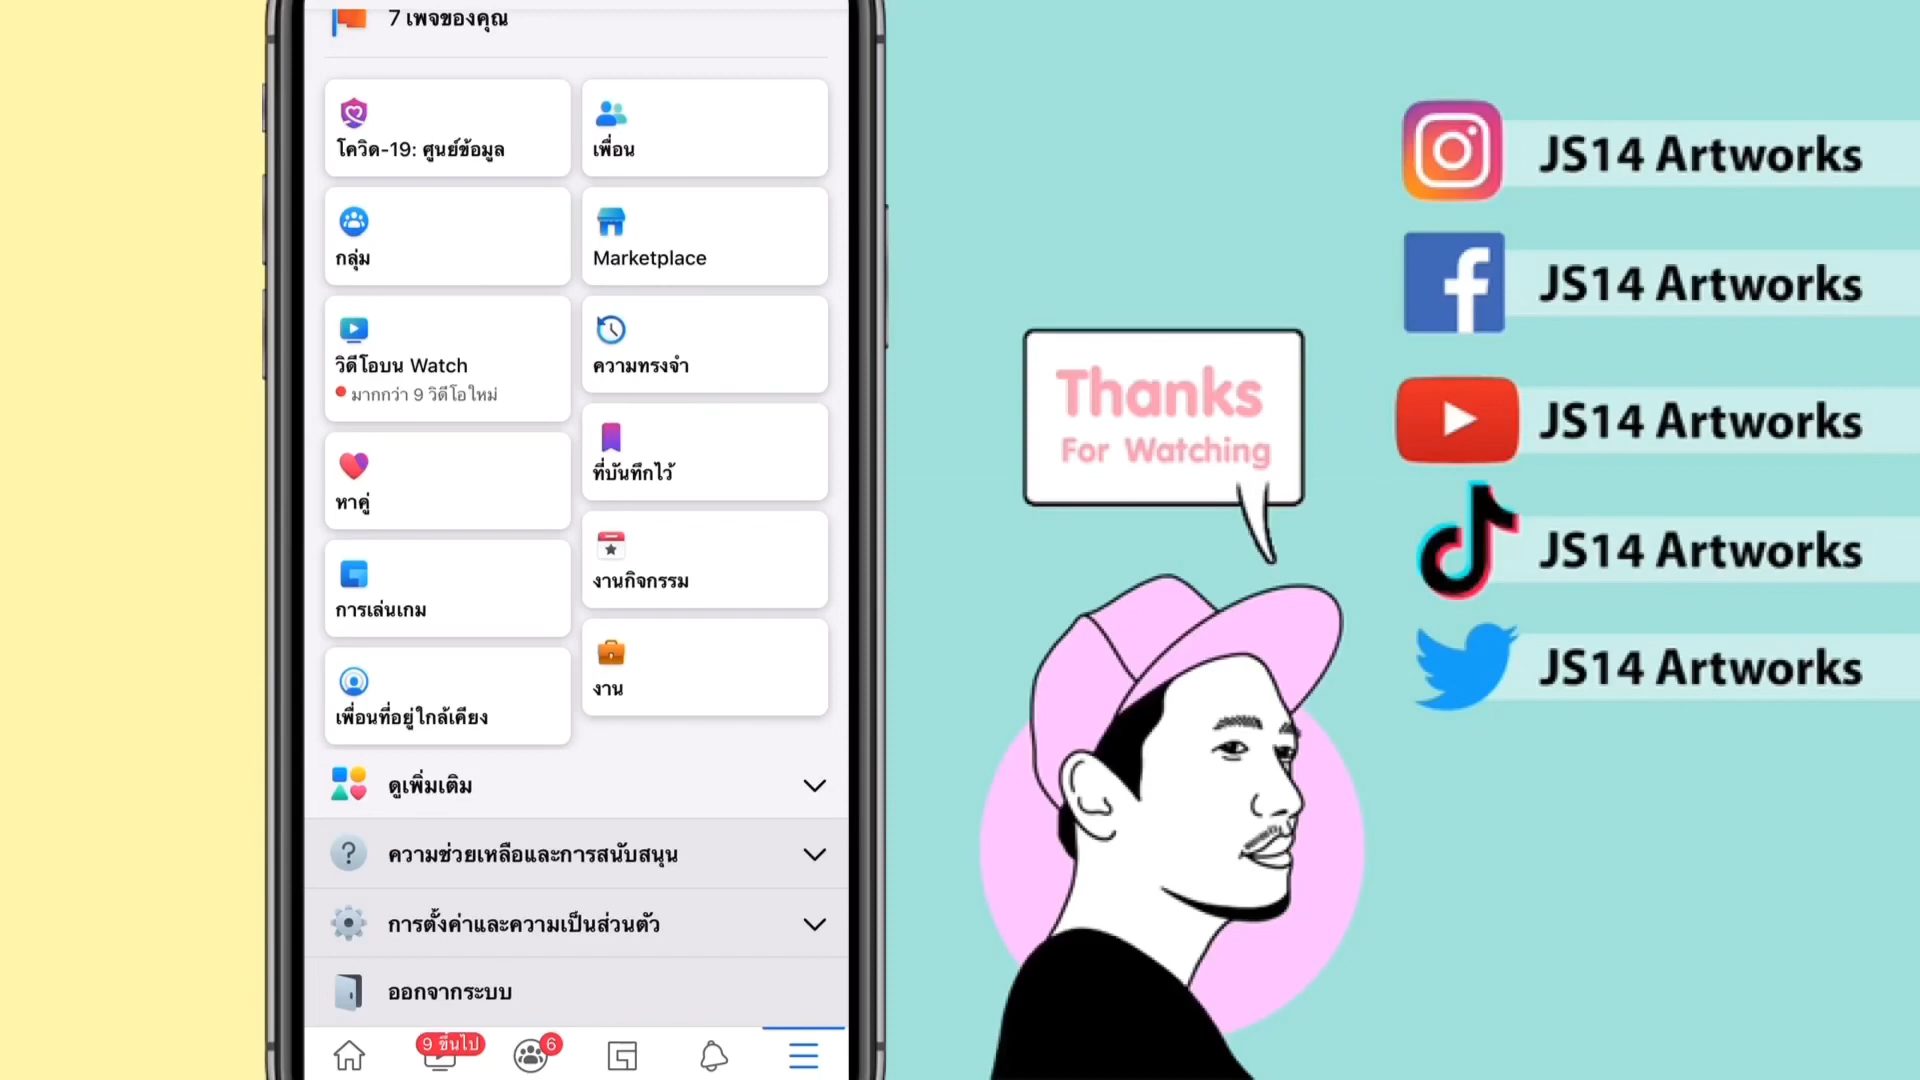 7 เพจของคุณ
โควิด-19: ศูนย์ข้อมูล
เพื่อน
กลุ่ม
Marketplace
วิดีโอบน Watch
มากกว่า 9 วิดีโอใหม่
ความทรงจำ
หาคู่
ที่บันทึกไว้
การเล่นเกม
งานกิจกรรม
เพื่อนที่อยู่ใกล้เคียง
งาน
ดูเพิ่มเติม
?
ความช่วยเหลือและการสนับสนุน
การตั้งค่าและความเป็นส่วนตัว
ออกจากระบบ
9 ขึ้นไป
6
Thanks
For Watching
JS14 Artworks
JS14 Artworks
JS14 Artworks
JS14 Artworks
JS14 Artworks